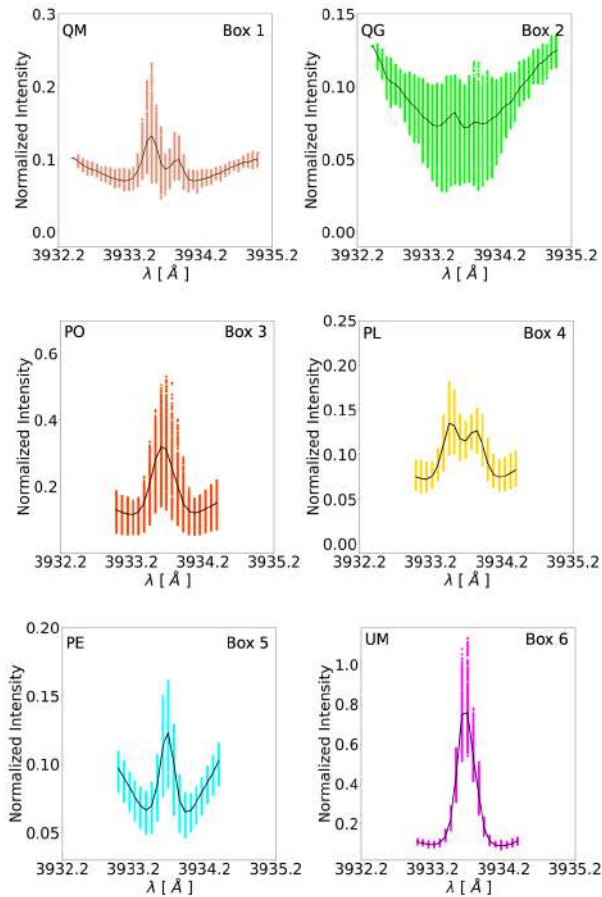 QM Box 1
0.3
0.2
0.1
0.0
Normalized Intensity
3932.2 3933.2 3934.2 3935.2
λ [ Å ]
QG Box 2
0.15
0.10
0.05
0.00
Normalized Intensity
3932.2 3933.2 3934.2 3935.2
λ [ Å ]
PO Box 3
0.6
0.4
0.2
Normalized Intensity
3932.2 3933.2 3934.2 3935.2
λ [ Å ]
PL Box 4
0.25
0.20
0.15
0.10
0.05
0.00
Normalized Intensity
3932.2 3933.2 3934.2 3935.2
λ [ Å ]
PE Box 5
0.20
0.15
0.10
0.05
Normalized Intensity
3932.2 3933.2 3934.2 3935.2
λ [ Å ]
UM Box 6
1.0
0.8
0.6
0.4
0.2
Normalized Intensity
3932.2 3933.2 3934.2 3935.2
λ [ Å ]